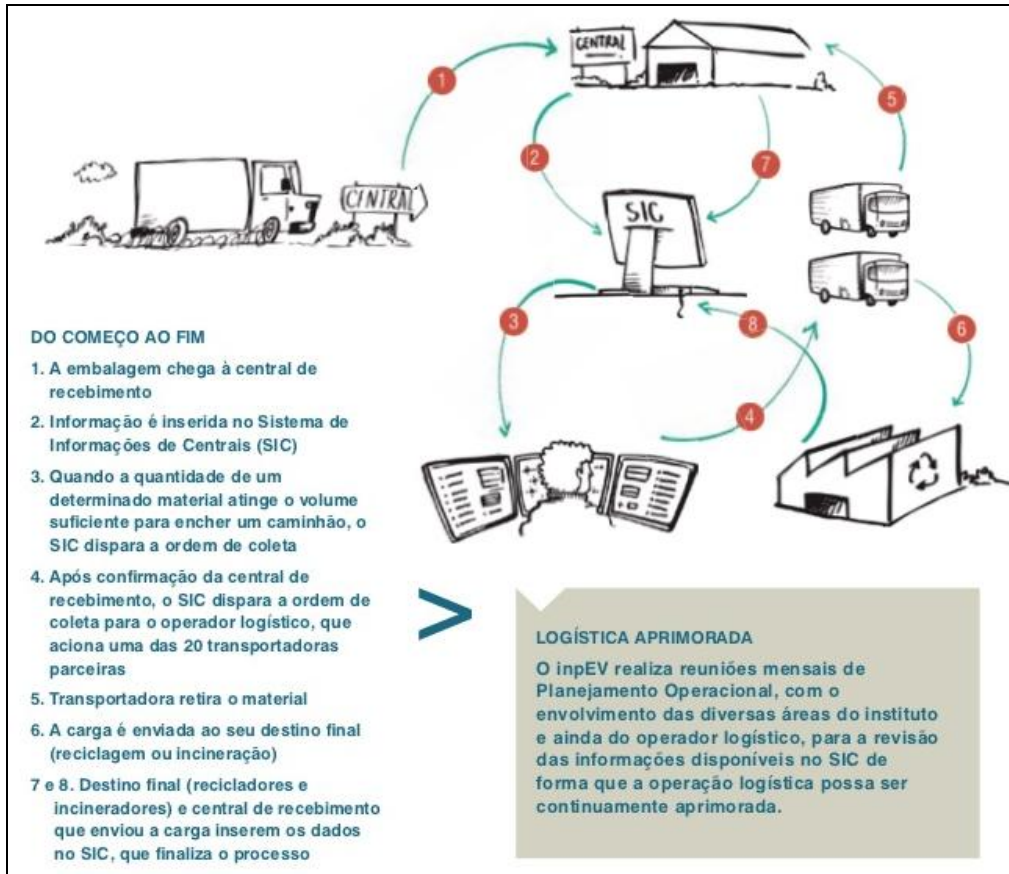 CENTRAL
1
5
2
7
CENTRAL
SIC
3
8
6
4
DO COMEÇO AO FIM
1. A embalagem chega à central de
recebimento
2. Informação é inserida no Sistema de
Informações de Centrais (SIC)
3. Quando a quantidade de um
determinado material atinge o volume
suficiente para encher um caminhão, o
SIC dispara a ordem de coleta
4. Após confirmação da central de
recebimento, o SIC dispara a ordem de
coleta para o operador logístico, que
aciona uma das 20 transportadoras
parceiras
5. Transportadora retira o material
6. A carga é enviada ao seu destino final
(reciclagem ou incineração)
7 e 8. Destino final (recicladores e
incineradores) e central de recebimento
que enviou a carga inserem os dados
no SIC, que finaliza o processo
>
LOGÍSTICA APRIMORADA
O inpEV realiza reuniões mensais de
Planejamento Operacional, com o
envolvimento das diversas áreas do instituto
e ainda do operador logístico, para a revisão
das informações disponíveis no SIC de
forma que a operação logística possa ser
continuamente aprimorada.